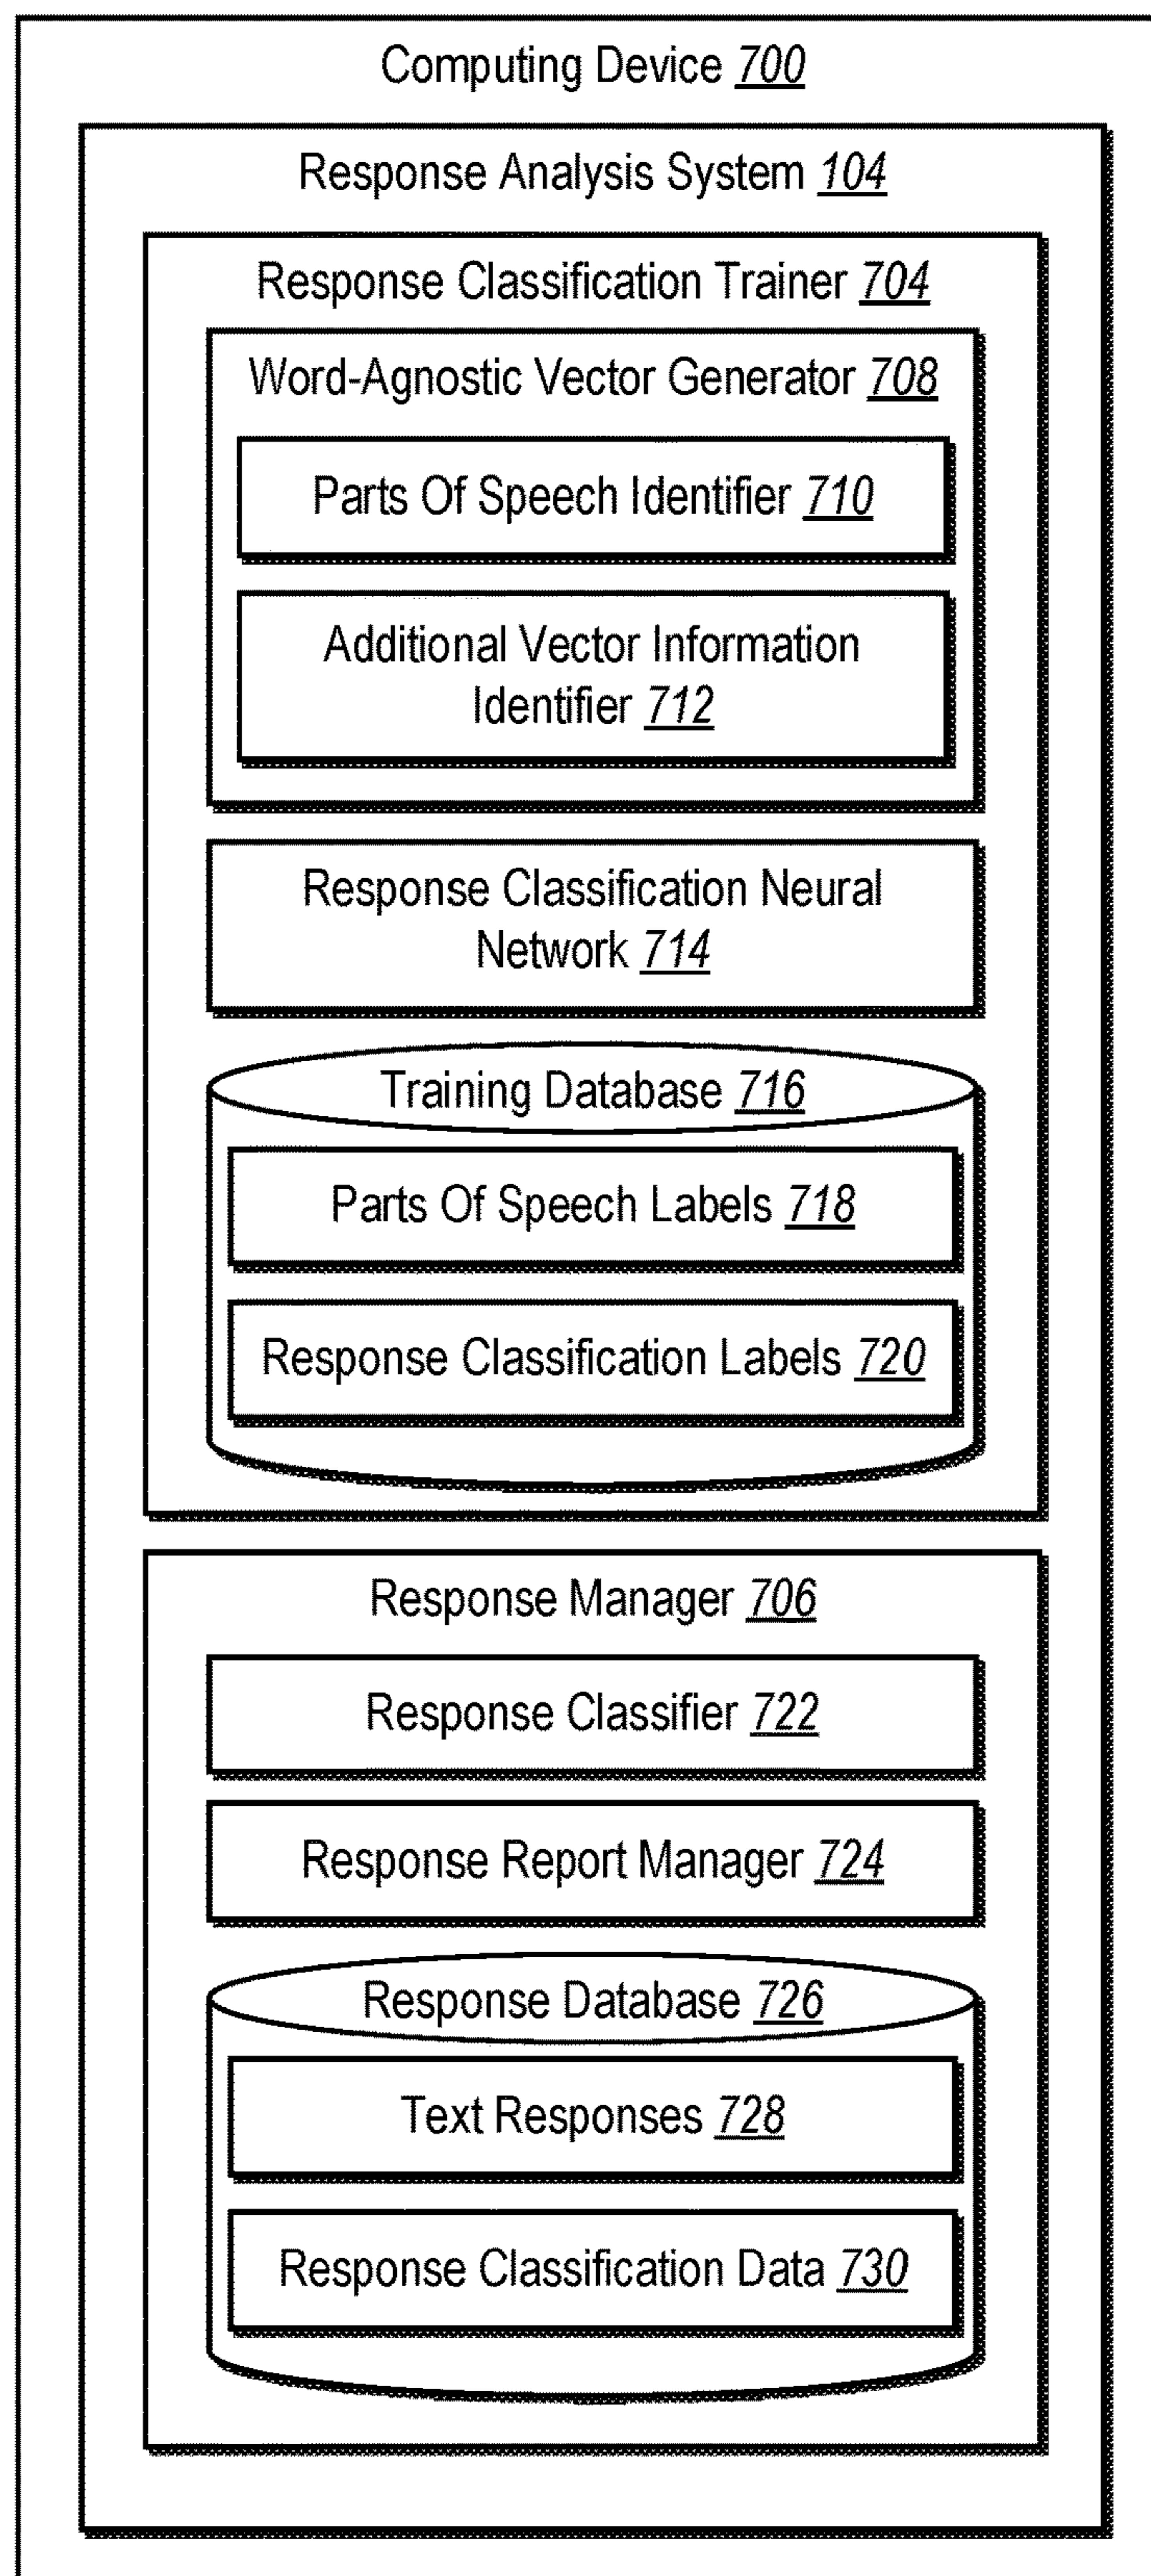 Computing Device 700
Response Analysis System 104
Response Classification Trainer 704
Word-Agnostic Vector Generator 708
Parts Of Speech Identifier 710
Additional Vector Information
Identifier 712
Response Classification Neural
Network 714
Training Database 716
Parts Of Speech Labels 718
Response Classification Labels 720
Response Manager 706
Response Classifier 722
Response Report Manager 724
Response Database 726
Text Responses 728
Response Classification Data 730